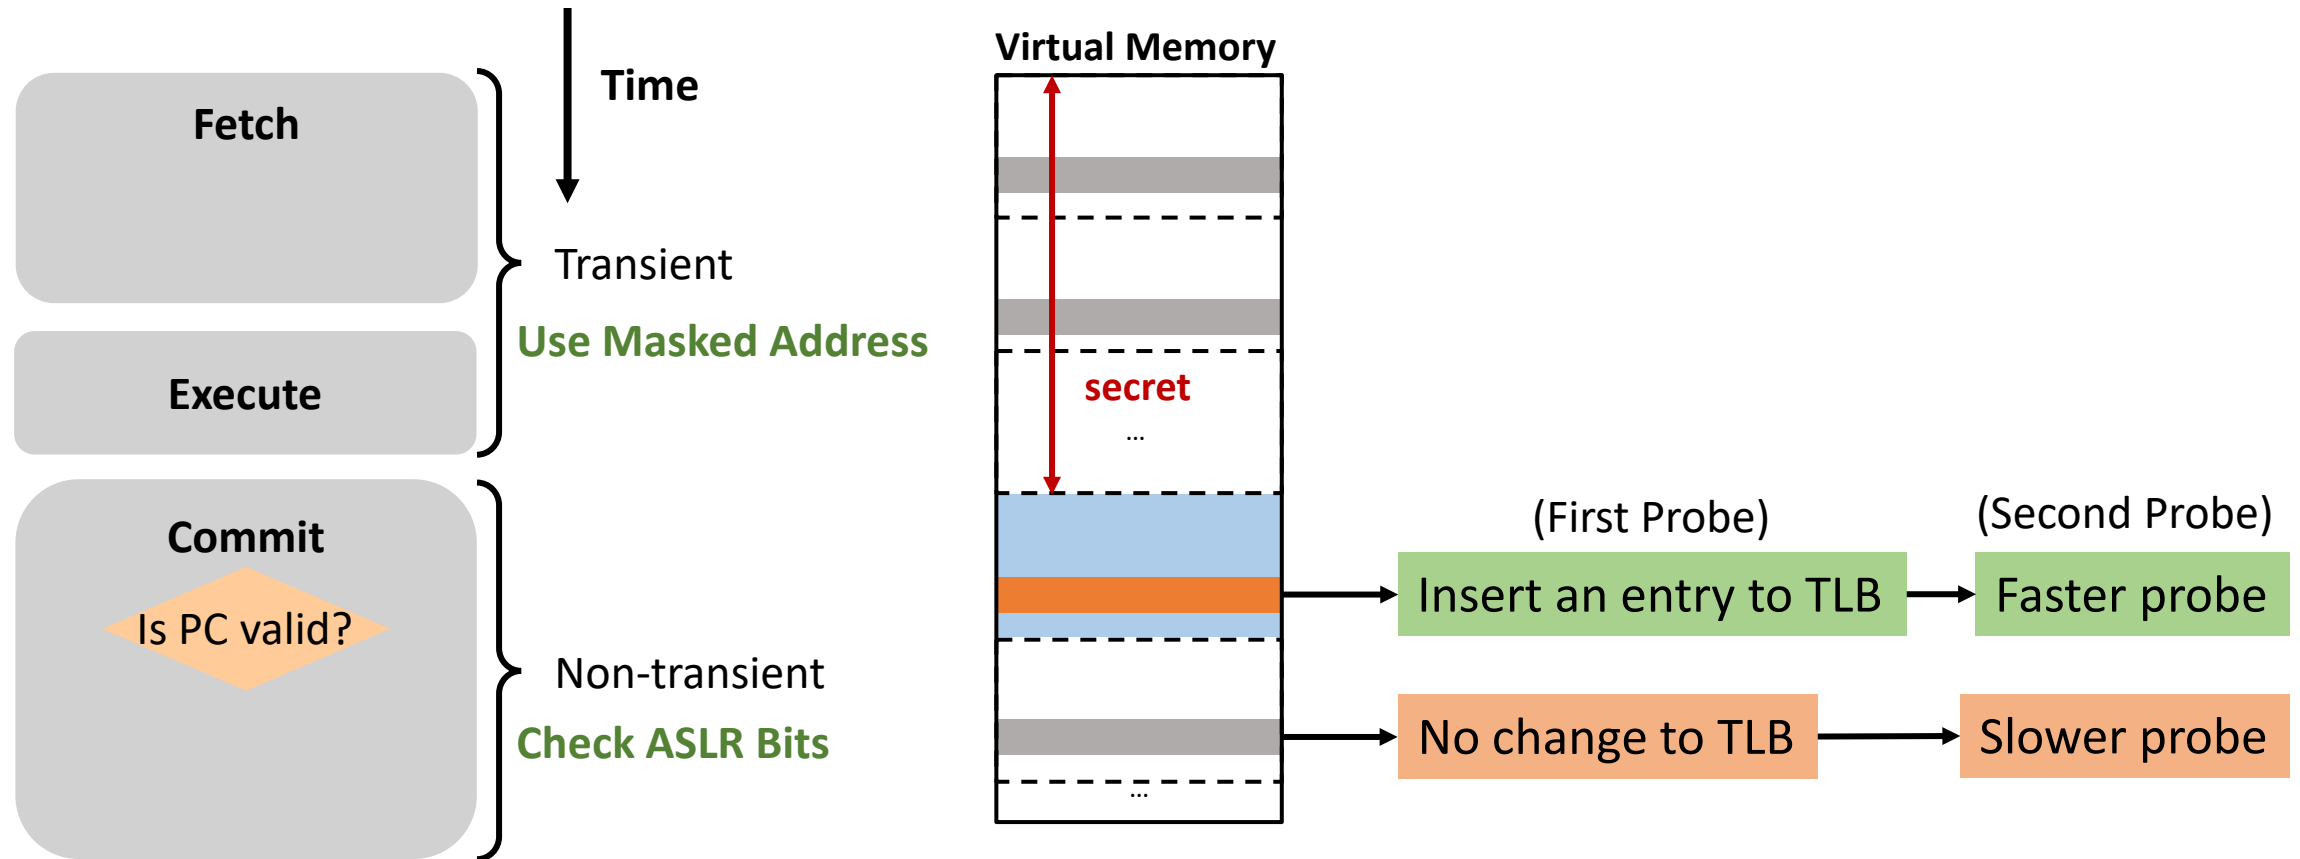 Time
Fetch
Transient
Use Masked Address
Execute
Commit
Is PC valid?
Non-transient
Check ASLR Bits
Virtual Memory
secret
...
...
(First Probe)
(Second Probe)
Insert an entry to TLB
Faster probe
No change to TLB
Slower probe